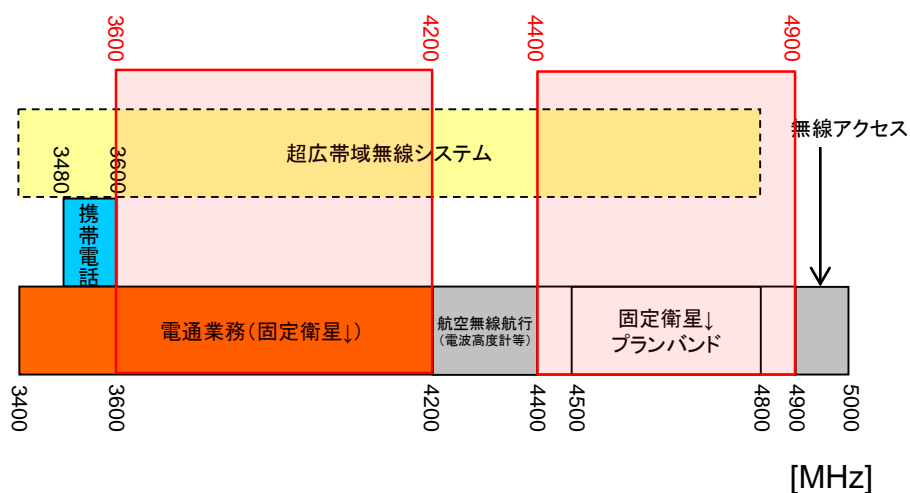 3600
4200
4400
4900
無線アクセス
超広帯域無線システム
3480
3600
携帯電話
電通業務(固定衛星↓)
航空無線航行
(電波高度計等)
固定衛星↓
プランバンド
3400
3600
4200
4400
4500
4800
4900
5000
[MHz]